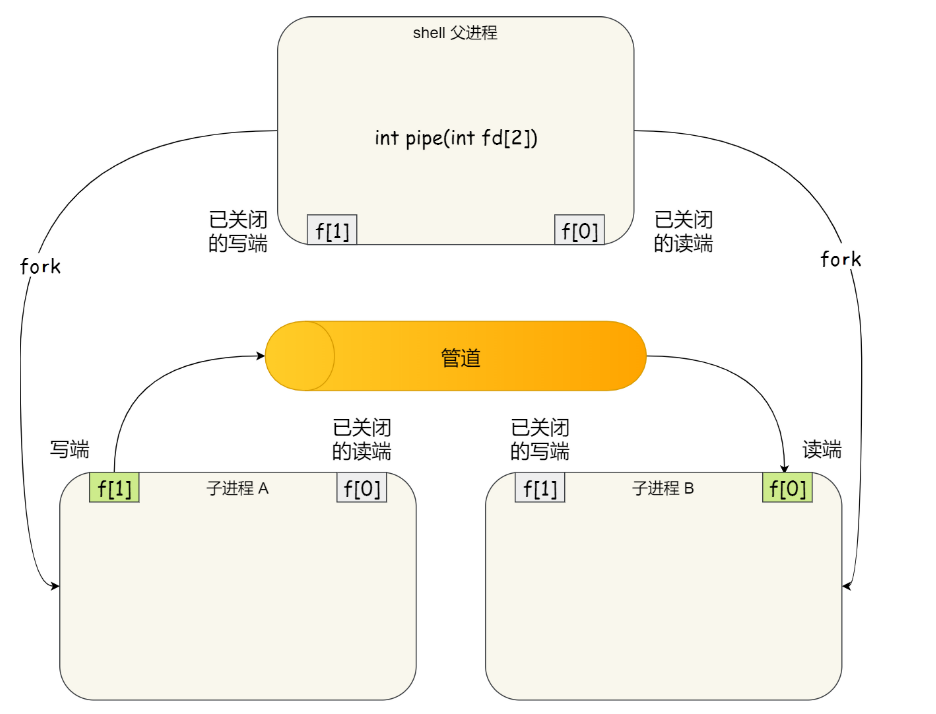 shell 父进程
int pipe(int fd[2])
已关闭
的写端
f[1]
f[0]
已关闭
的读端
fork
fork
管道
写端
已关闭
的读端
已关闭
的写端
读端
f[1]
子进程 A
f[0]
f[1]
子进程 B
f[0]